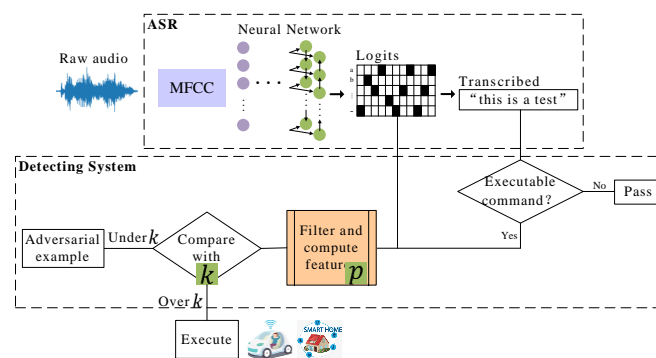 ASR
Neural Network
Raw audio
MFCC
Logits
a
b
-
Transcribed
"this is a test"
Detecting System
Executable
command?
No
Pass
Yes
Filter and
compute
feature p
Compare
with
k
Under k
Adversarial
example
Over k
Execute
SMART HOME